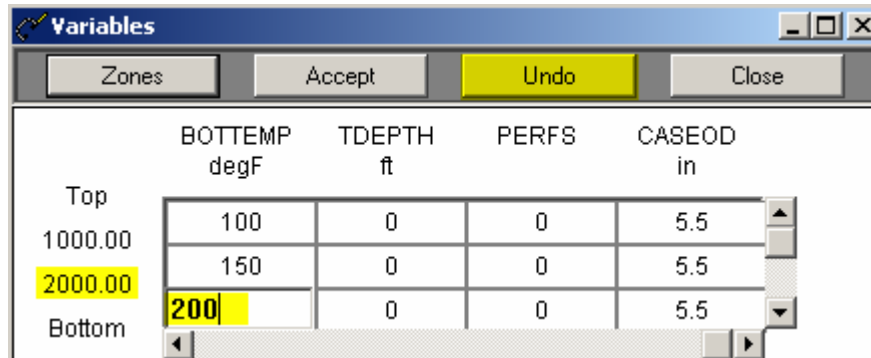 Variables
Zones Accept Undo Close
BOTTEMP TDEPTH PERFS CASEOD
degF ft in
Top
100 0 0 5.5
1000.00
150 0 0 5.5
2000.00
200 0 0 5.5
Bottom